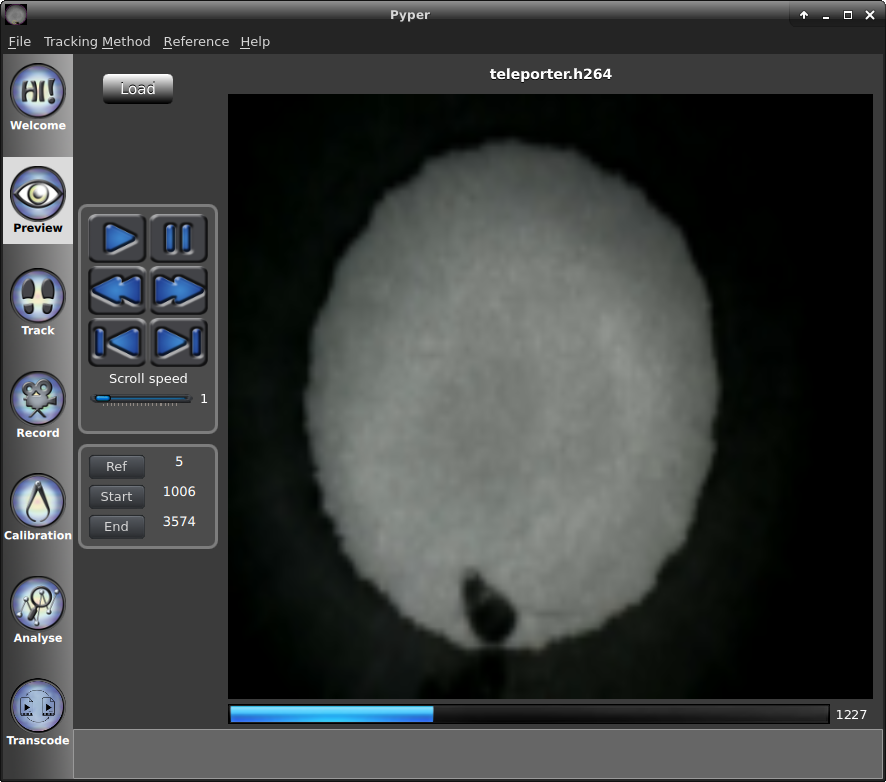 Pyper
File Tracking Method Reference Help
HI!
Welcome
Preview
Track
Record
Calibration
Analyse
Transcode
Load
teleporter.h264
Scroll speed
1
Ref 5
Start 1006
End 3574
1227